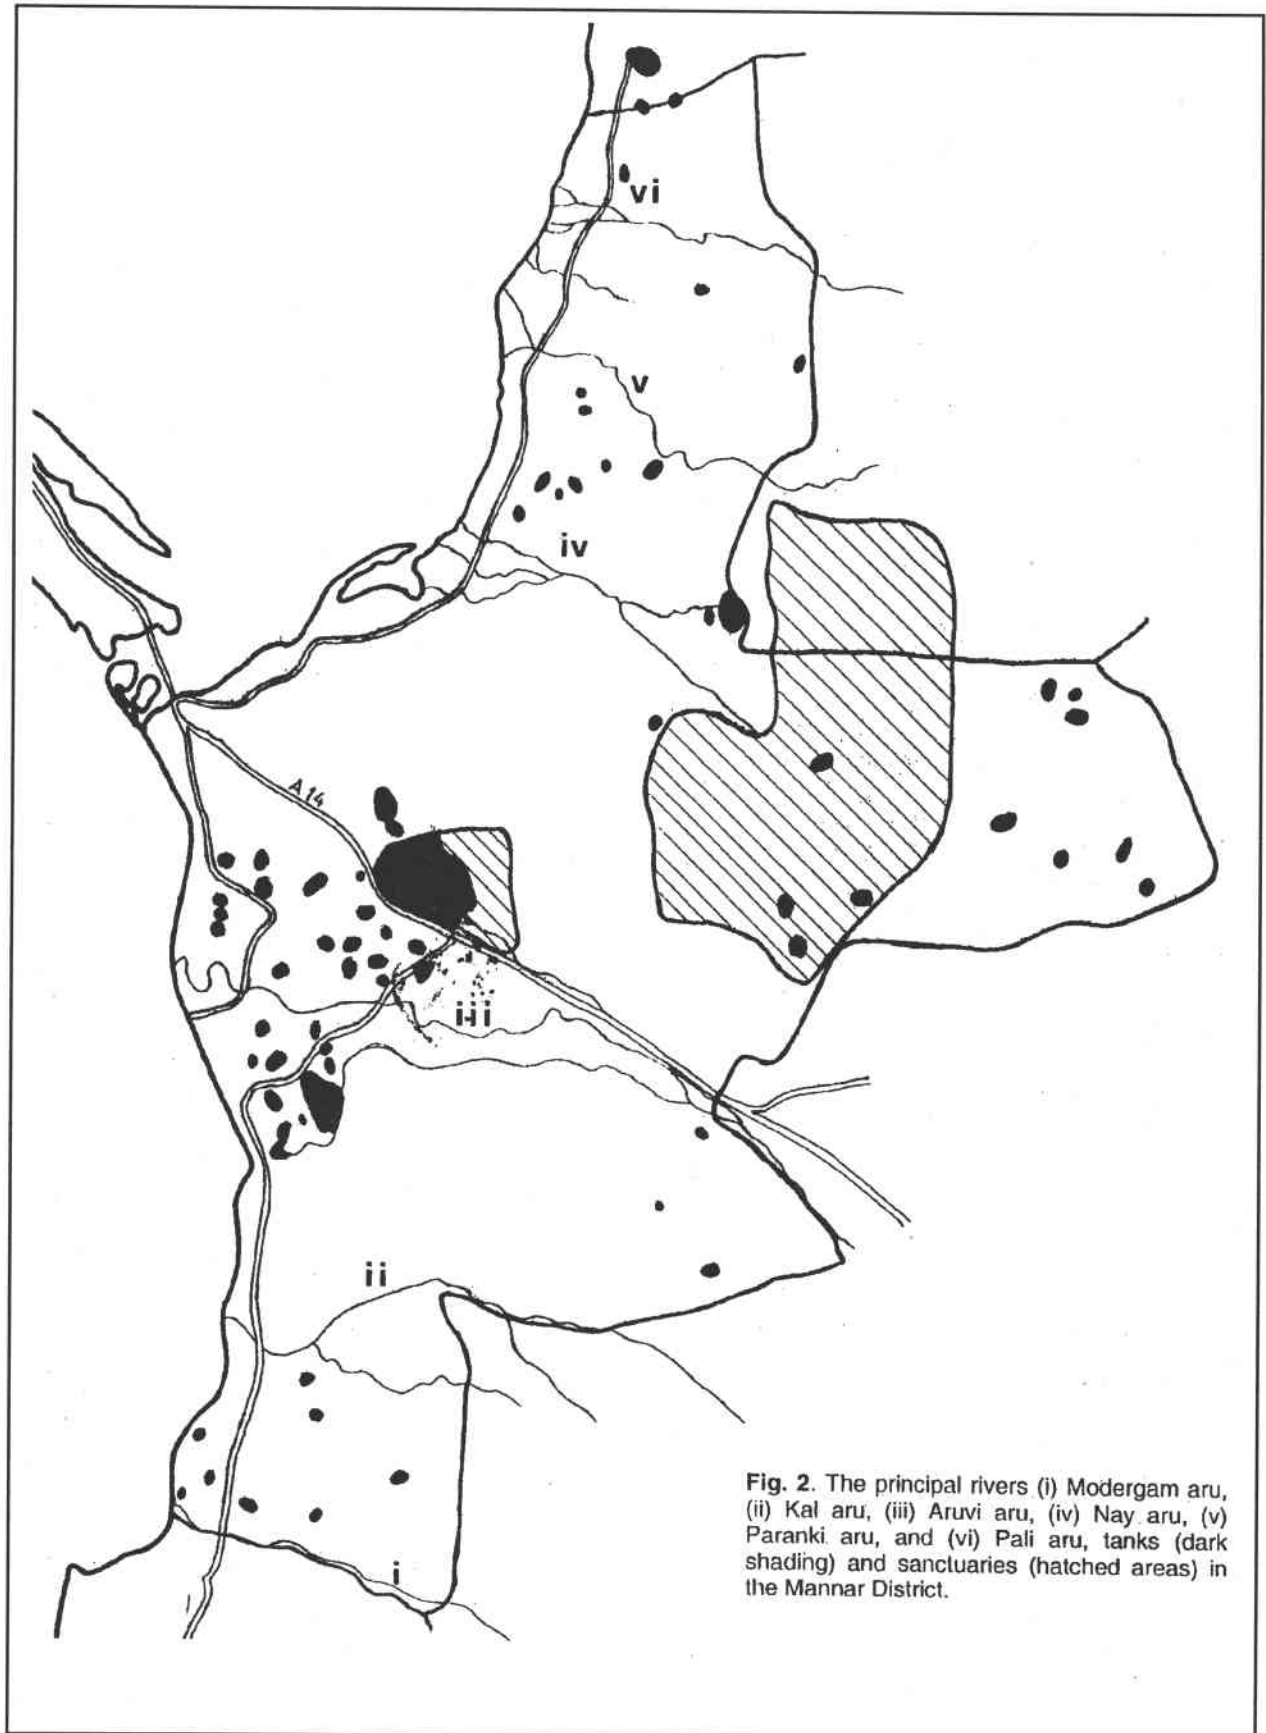 vi
v
iv
A14
iii
ii
i
Fig. 2. The principal rivers (i) Modergam aru,
(ii) Kal aru, (iii) Aruvi aru, (iv) Nay aru, (v)
Paranki aru, and (vi) Pali aru, tanks (dark
shading) and sanctuaries (hatched areas) in
the Mannar District.